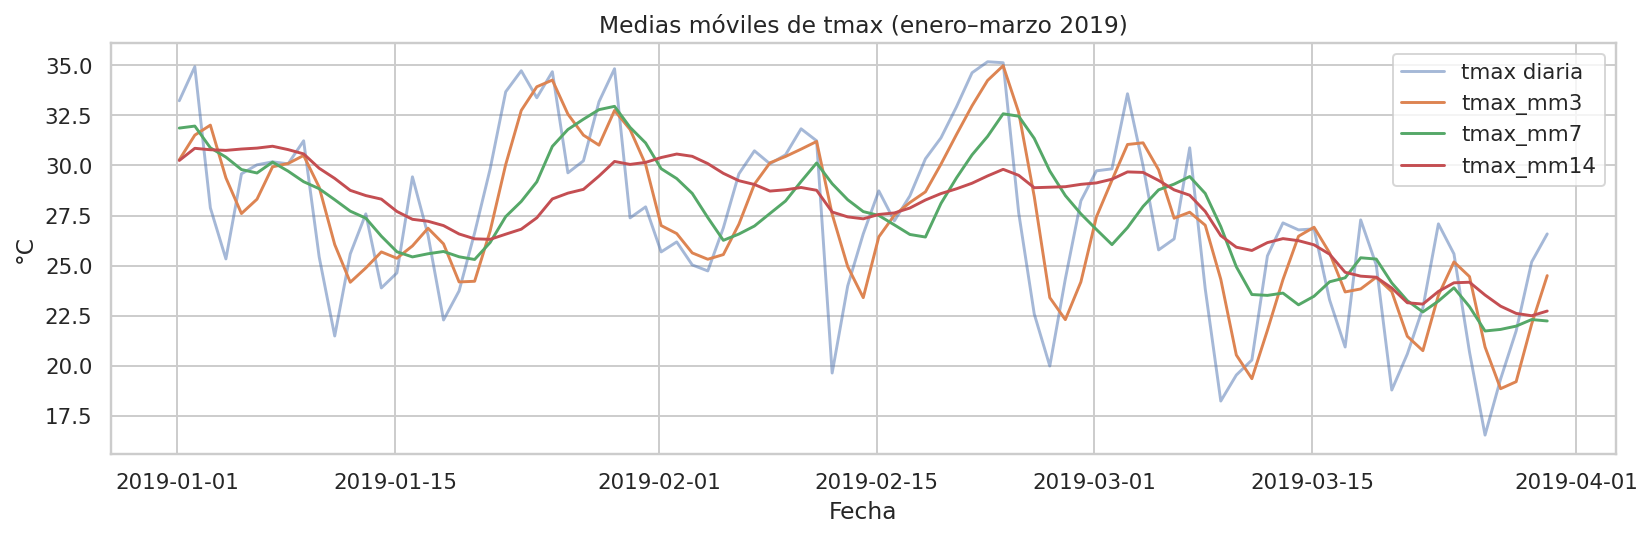 Medias móviles de tmax (enero–marzo 2019)
35.0
32.5
30.0
27.5
25.0
22.5
20.0
17.5
°C
tmax diaria
tmax_mm3
tmax_mm7
tmax_mm14
2019-01-01
2019-01-15
2019-02-01
2019-02-15
2019-03-01
2019-03-15
2019-04-01
Fecha